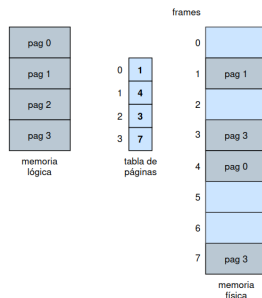 frames
pag 0
pag 1
pag 2
pag 3
memoria
lógica
0 1
1 4
2 3
3 7
tabla de
páginas
0
1 pag 1
2
3 pag 3
4 pag 0
5
6
7 pag 3
memoria
física